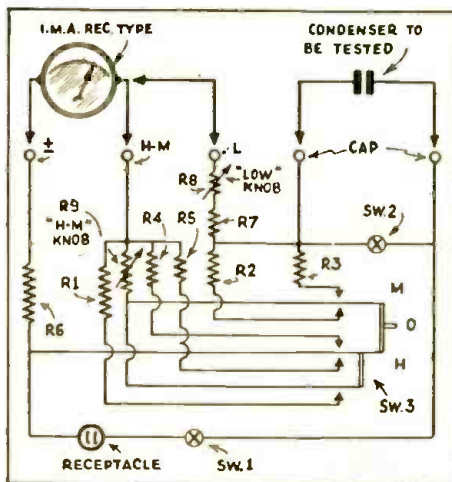 I.M.A. REC. TYPE
CONDENSER TO
BE TESTED
±
H-M
L
CAP
R8
"LOW"
KNOB
R9
"H-M"
KNOB
R4
R5
R7
SW.2
R1
R2
R3
R6
M
O
H
SW.3
RECEPTACLE
SW.1